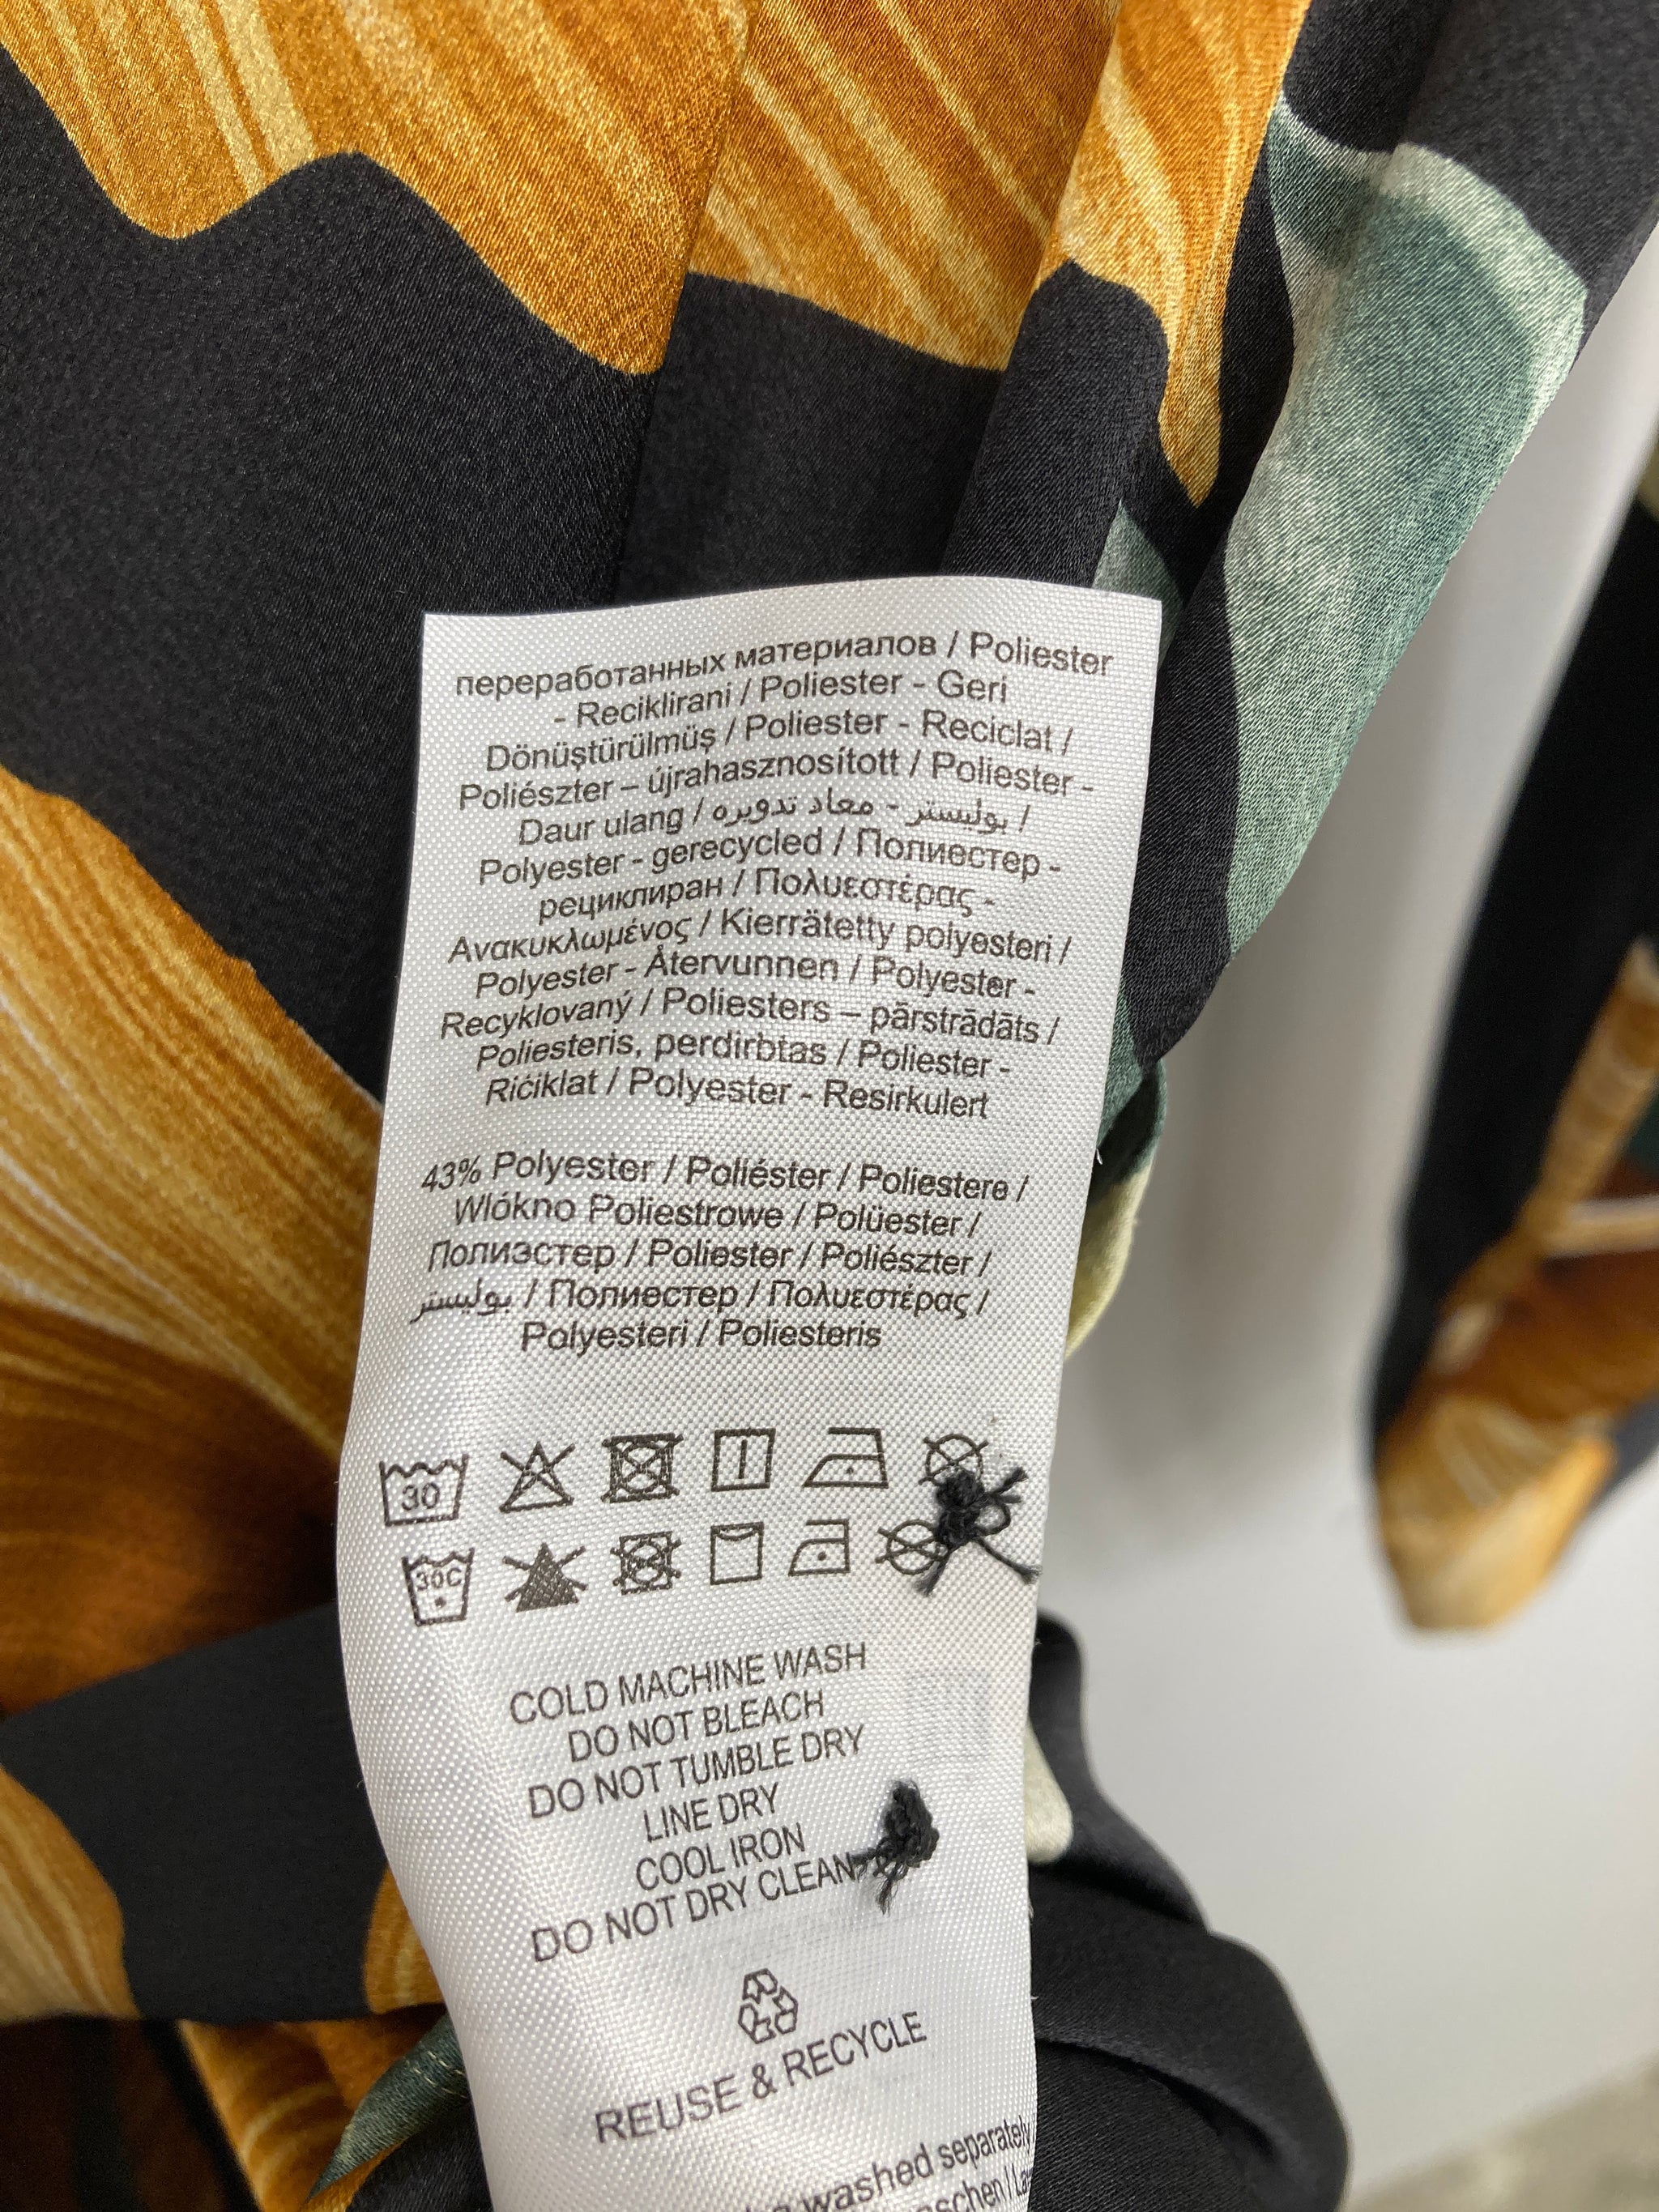 переработанных материалов / Poliester
- Reciklirani / Poliester - Geri
Dönüştürülmüş / Poliester - Reciclat /
Poliészter – újrahasznosított / Poliester -
Daur ulang / بوليستر - معاد تدويره /
Polyester - gerecycled / Полиестер -
рециклиран / Πολυεστέρας -
Ανακυκλωμένος / Kierrätetty polyesteri /
Polyester - Återvunnen / Polyester -
Recyklovaný / Poliesters – pārstrādāts /
Poliesteris, perdirbtas / Poliester -
Riċiklat / Polyester - Resirkulert
43% Polyester / Poliéster / Poliestere /
Wlókno Poliestrowe / Polüester /
Полиэстер / Poliester / Poliészter /
بوليستر / Полиестер / Πολυεστέρας /
Polyesteri / Poliesteris
30
30C
COLD MACHINE WASH
DO NOT BLEACH
DO NOT TUMBLE DRY
LINE DRY
COOL IRON
DO NOT DRY CLEAN
REUSE & RECYCLE
washed separately